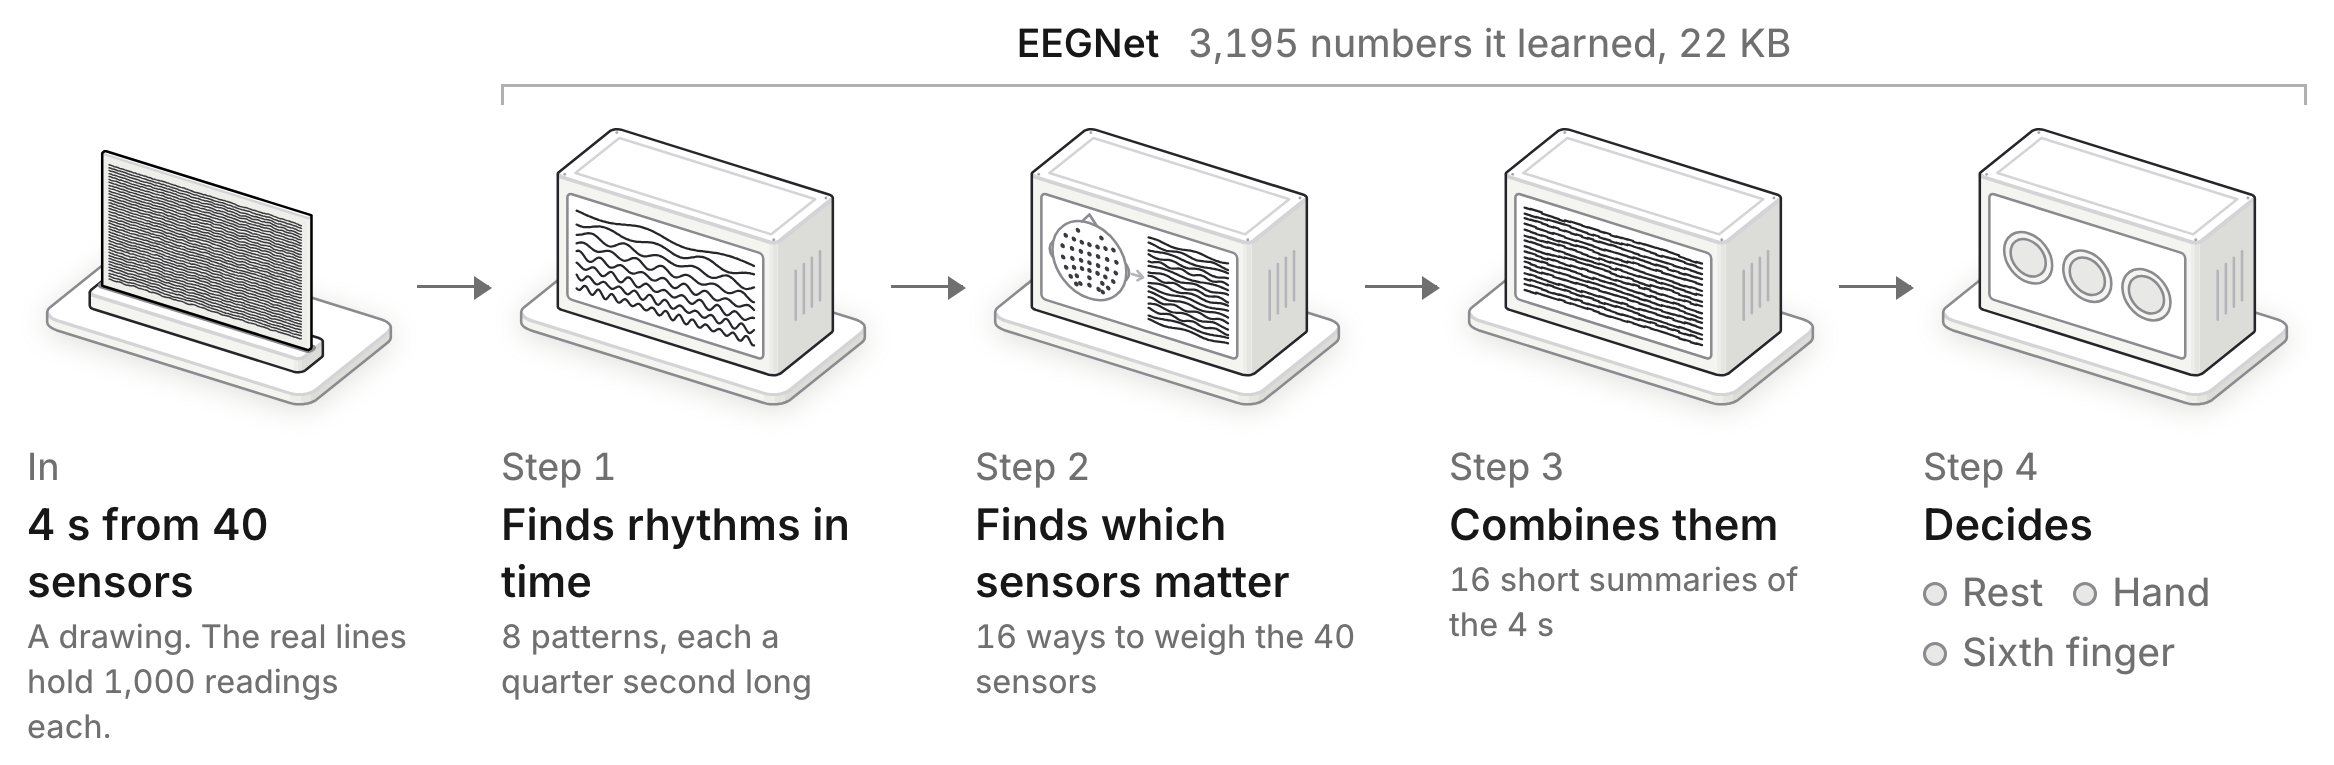 EEGNet 3,195 numbers it learned, 22 KB
In
4 s from 40
sensors
A drawing. The real lines
hold 1,000 readings
each.
Step 1
Finds rhythms in
time
8 patterns, each a
quarter second long
Step 2
Finds which
sensors matter
16 ways to weigh the 40
sensors
Step 3
Combines them
16 short summaries of
the 4 s
Step 4
Decides
Rest Hand
Sixth finger